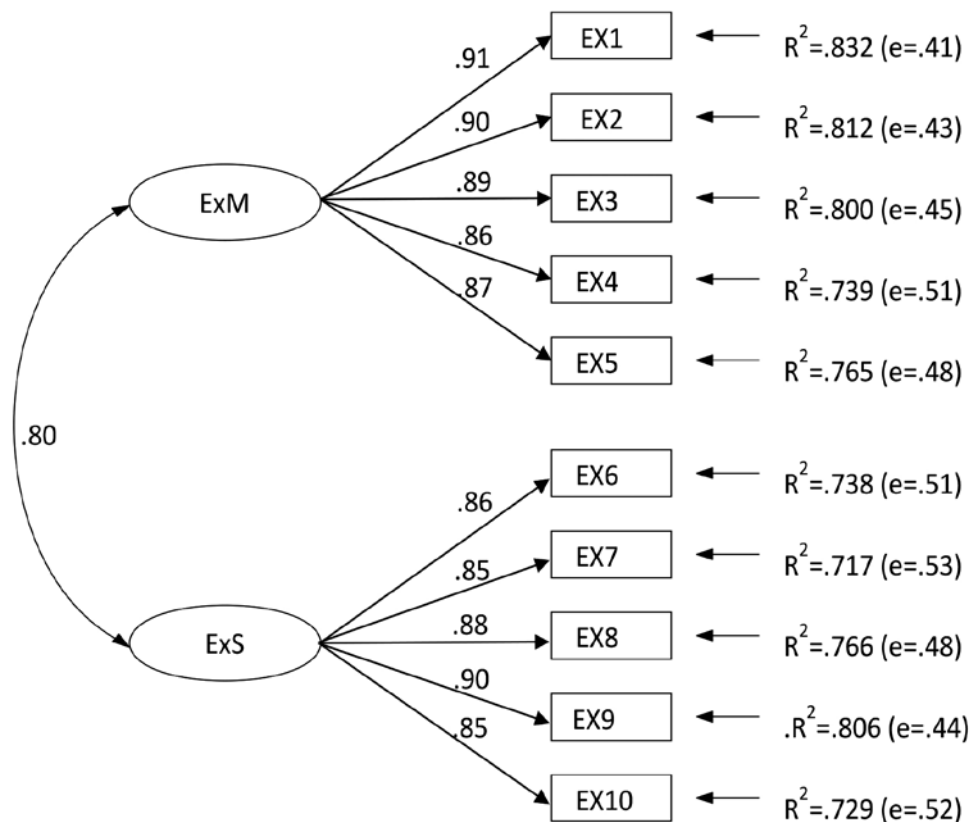 EX1
R²=.832 (e=.41)
.91
EX2
R²=.812 (e=.43)
.90
ExM
.89
EX3
R²=.800 (e=.45)
.86
EX4
R²=.739 (e=.51)
.87
EX5
R²=.765 (e=.48)
.80
EX6
R²=.738 (e=.51)
.86
EX7
R²=.717 (e=.53)
.85
ExS
.88
EX8
R²=.766 (e=.48)
.90
EX9
.R²=.806 (e=.44)
.85
EX10
R²=.729 (e=.52)